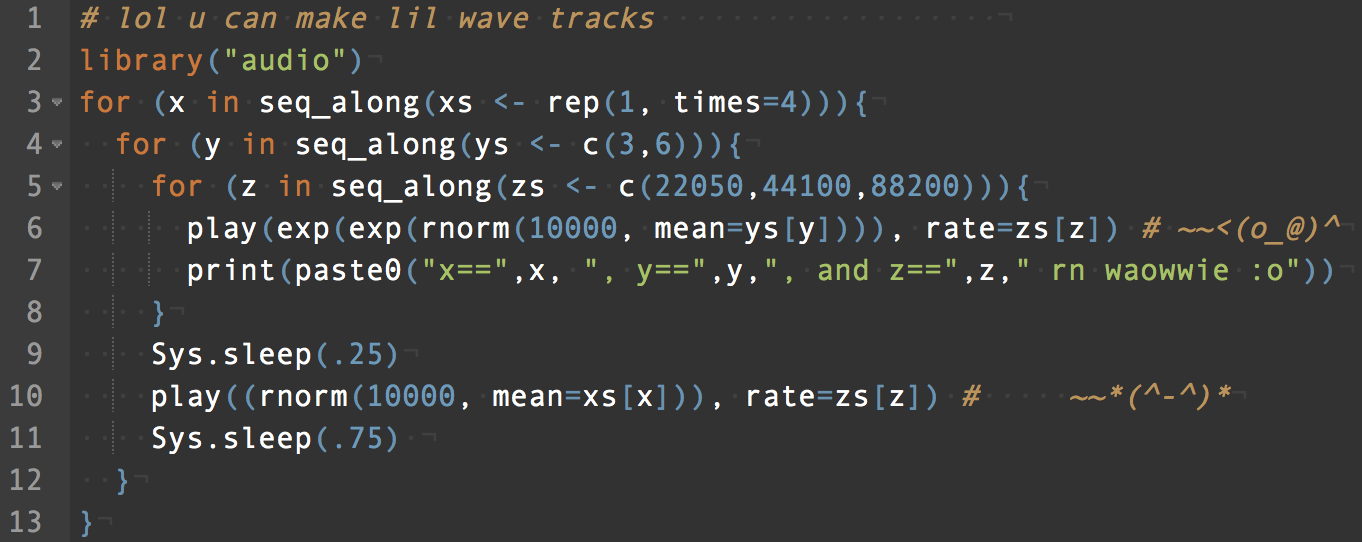 1 # lol u can make lil wave tracks
2 library("audio")
3 for (x in seq_along(xs <- rep(1, times=4))){
4   for (y in seq_along(ys <- c(3,6))){
5     for (z in seq_along(zs <- c(22050,44100,88200))){
6       play(exp(exp(rnorm(10000, mean=ys[y]))), rate=zs[z]) # ~~<(o_@)^
7       print(paste0("x==",x, ", y==",y,", and z==",z," rn waowwie :o"))
8     }
9     Sys.sleep(.25)
10     play((rnorm(10000, mean=xs[x])), rate=zs[z]) #     ~~*(^-^)*
11     Sys.sleep(.75)
12   }
13 }